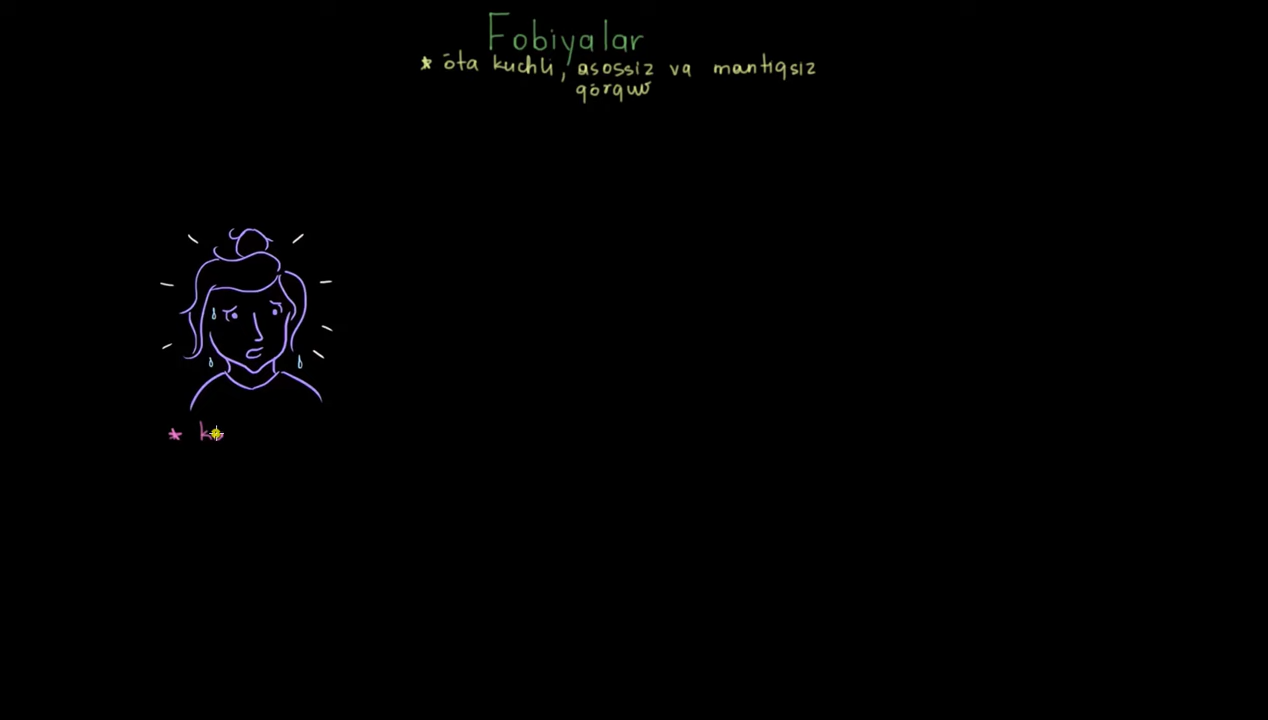 Fobiyalar
* ōta kuchli, asossiz va mantiqsiz
qōrquv
* k